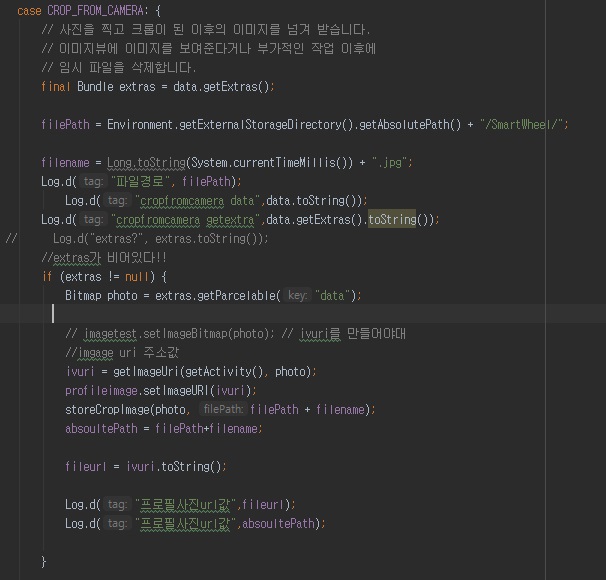 case CROP_FROM_CAMERA: {
// 사진을 찍고 크롭이 된 이후의 이미지를 넘겨 받습니다.
// 이미지뷰에 이미지를 보여준다거나 부가적인 작업 이후에
// 임시 파일을 삭제합니다.
final Bundle extras = data.getExtras();
filePath = Environment.getExternalStorageDirectory().getAbsolutePath() + "/SmartWheel/";
filename = Long.toString(System.currentTimeMillis()) + ".jpg";
Log.d( tag: "파일경로", filePath);
Log.d( tag: "cropfromcamera data",data.toString());
Log.d( tag: "cropfromcamera getextra",data.getExtras().toString());
// Log.d("extras?", extras.toString());
//extras가 비어있다!!
if (extras != null) {
Bitmap photo = extras.getParcelable( key: "data");
// imagetest.setImageBitmap(photo); // ivuri를 만들어야대
//imgage uri 주소값
ivuri = getImageUri(getActivity(), photo);
profileimage.setImageURI(ivuri);
storeCropImage(photo, filePath: filePath + filename);
absoultePath = filePath+filename;
fileurl = ivuri.toString();
Log.d( tag: "프로필사진url값",fileurl);
Log.d( tag: "프로필사진url값",absoultePath);
}